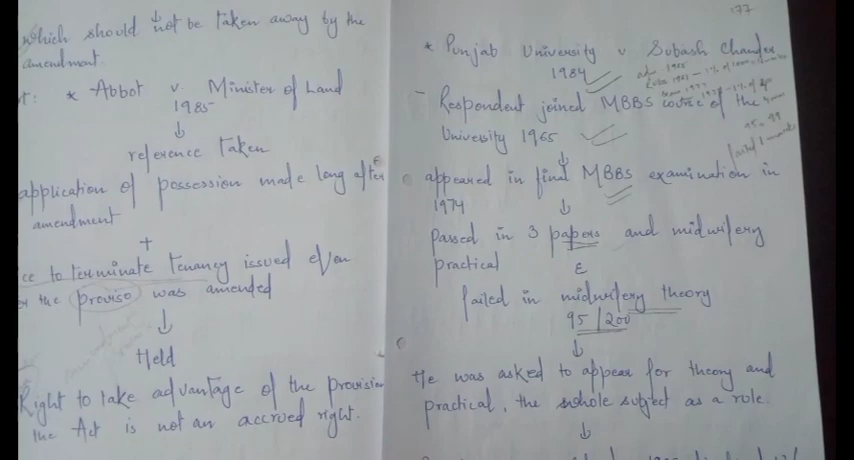 which should not be taken away by the
amendment.
* Abbot v. Minister of Land
1985
↓
reference taken
application of possession made long after
amendment
+
ce to terminate tenancy issued even
the proviso was amended
↓
Held
Right to take advantage of the provision
the Act is not an accrued right.
177
* Punjab University v Subash Chander
1984
- Respondent joined MBBS course of the
University 1965
↓
appeared in final MBBS examination in
1974
↓
passed in 3 papers and midwifery
practical
&
failed in midwifery theory
95/200
↓
He was asked to appear for theory and
practical, the whole subject as a rule.
↓